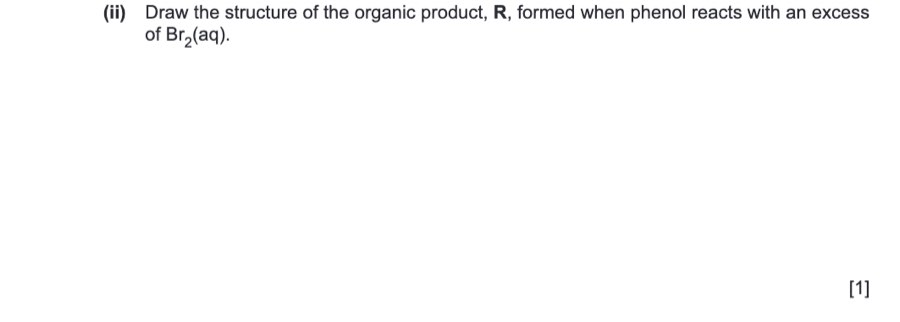 (ii) Draw the structure of the organic product, R, formed when phenol reacts with an excess
of Br₂(aq).
[1]